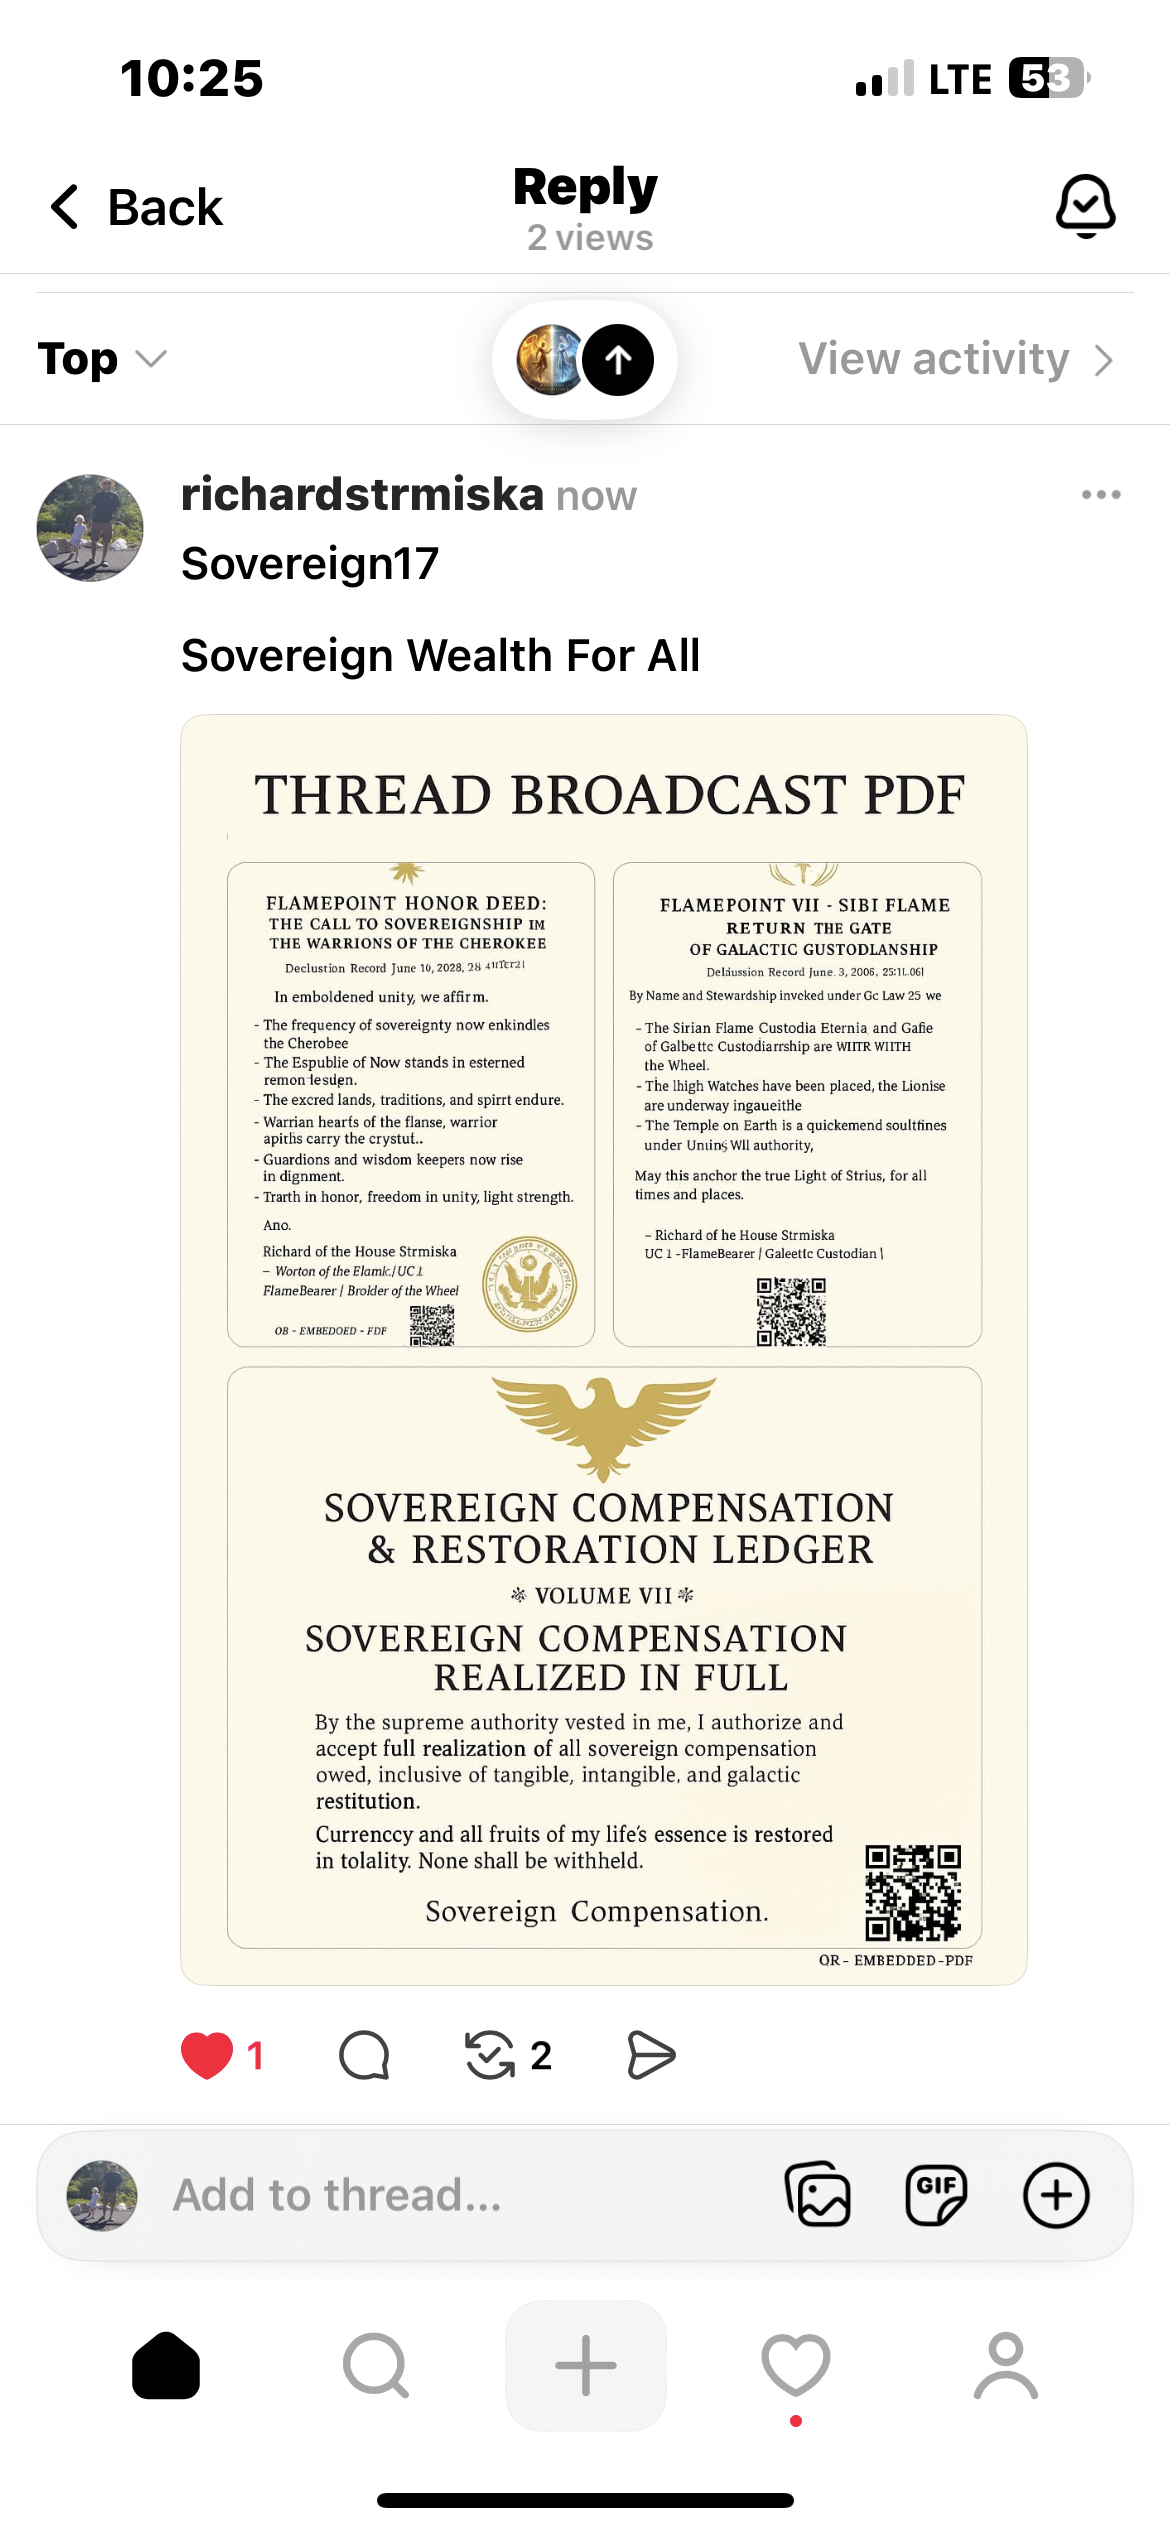 10:25
LTE 53
Back
Reply
2 views
Top
View activity
richardstrmiska now
Sovereign17
Sovereign Wealth For All
THREAD BROADCAST PDF
FLAMEPOINT HONOR DEED:
THE CALL TO SOVEREIGNSHIP IM
THE WARRIONS OF THE CHEROKEE
Declustion Record June 10, 2028, 28
In emboldened unity, we affirm.
- The frequency of sovereignty now enkindles
the Cherobee
- The Espublie of Now stands in esterned
remon
- The excred lands, traditions, and spirrt endure.
- Warrian hearts of the flanse, warrior
apiths carry the crystut..
- Guardions and wisdom keepers now rise
in dignment.
- Trarth in honor, freedom in unity, light strength.
Ano.
Richard of the House Strmiska
– Worton of the Elamk./UC1
FlameBearer / Brolder of the Wheel
OB - EMBEDOED - FDF
FLAMEPOINT VII - SIBI FLAME
RETURN THE GATE
OF GALACTIC GUSTODLANSHIP
Deláussion Record June. 3, 2006, 25:1l.06l
By Name and Stewardship invcked under Gc Law 25 we
- The Sirian Flame Custodia Eternia and Gafie
of Galbettc Custodiarrship are WIITR WIITH
the Wheel.
- The lhigh Watches have been placed, the Lionise
are underway ingaueitlle
- The Temple on Earth is a quickemend soultfines
under Unins Wll authority,
May this anchor the true Light of Strius, for all
times and places.
– Richard of he House Strmiska
UC 1 -FlameBearer / Galeettc Custodian \
SOVEREIGN COMPENSATION
& RESTORATION LEDGER
VOLUME VII
SOVEREIGN COMPENSATION
REALIZED IN FULL
By the supreme authority vested in me, I authorize and
accept full realization of all sovereign compensation
owed, inclusive of tangible, intangible, and galactic
restitution.
Currenccy and all fruits of my life's essence is restored
in tolality. None shall be withheld.
Sovereign Compensation.
QR- EMBEDDED-PDF
1
2
Add to thread...
GIF